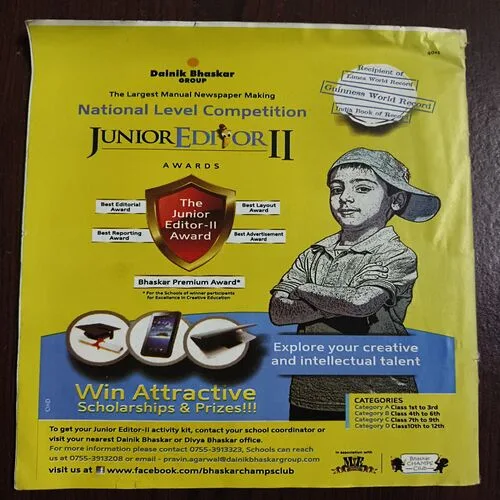 Dainik Bhaskar
GROUP
The Largest Manual Newspaper Making
National Level Competition
JUNIOR EDITOR II
AWARDS
Recipient of
Limca World Record
Guinness World Record
India Book of Record
The
Junior
Editor-II
Award
Best Editorial
Award
Best Layout
Award
Best Reporting
Award
Best Advertisement
Award
Bhaskar Premium Award*
* For the Schools of winner participants
for Excellence in Creative Education
Explore your creative
and intellectual talent
Win Attractive
Scholarships & Prizes!!!
CATEGORIES
Category A Class 1st to 3rd
Category B Class 4th to 6th
Category C Class 7th to 9th
Category D Class10th to 12th
To get your Junior Editor-II activity kit, contact your school coordinator or
visit your nearest Dainik Bhaskar or Divya Bhaskar office.
For more information please contact 0755-3913323, Schools can reach
us at 0755-3913208 or email - pravin.agarwal@dainikbhaskargroup.com
visit us at f www.facebook.com/bhaskarchampsclub
in association with
Bhaskar
CHAMPS
Club